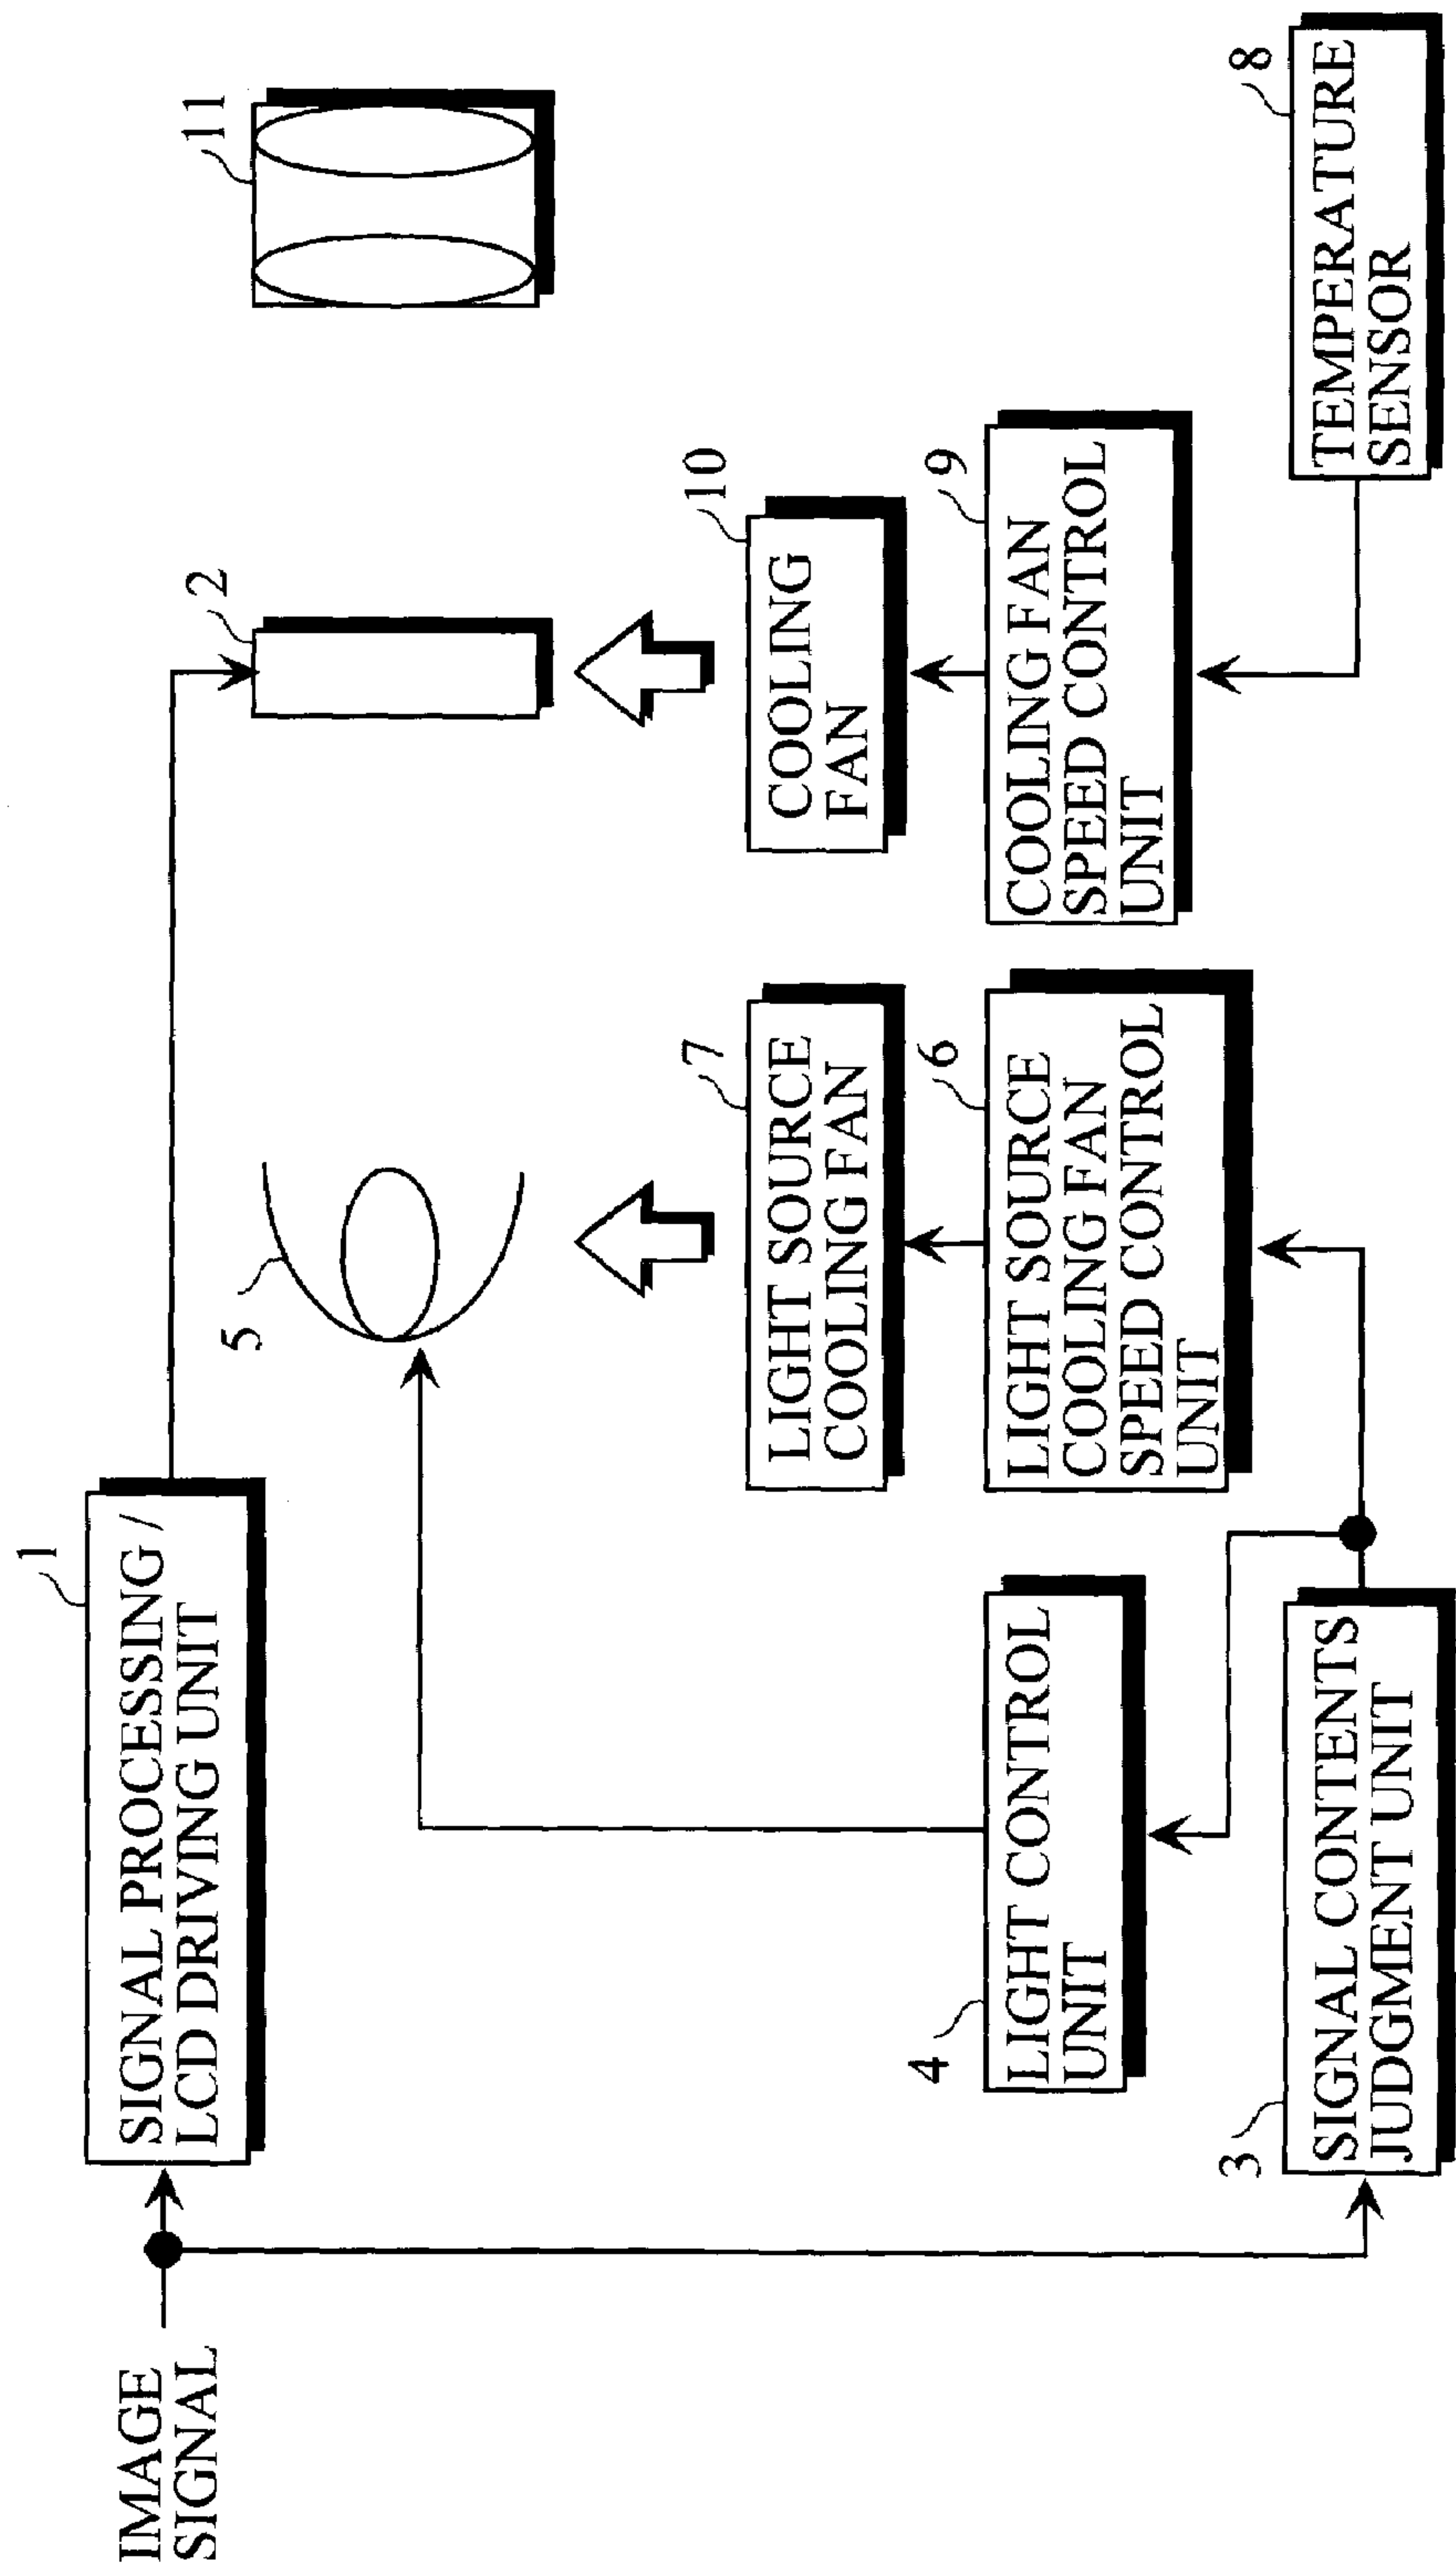 IMAGE
SIGNAL
1
SIGNAL PROCESSING /
LCD DRIVING UNIT
2
11
5
7
LIGHT SOURCE
COOLING FAN
10
COOLING
FAN
4
LIGHT CONTROL
UNIT
6
LIGHT SOURCE
COOLING FAN
SPEED CONTROL
UNIT
9
COOLING FAN
SPEED CONTROL
UNIT
3
SIGNAL CONTENTS
JUDGMENT UNIT
8
TEMPERATURE
SENSOR